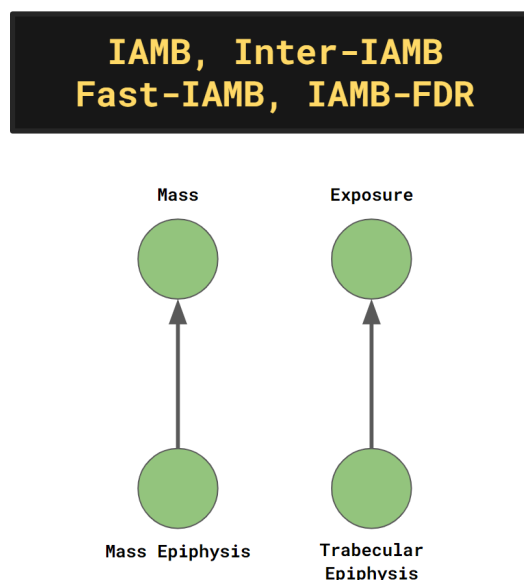 IAMB, Inter-IAMB
Fast-IAMB, IAMB-FDR
Mass
Exposure
Mass Epiphysis
Trabecular
Epiphysis